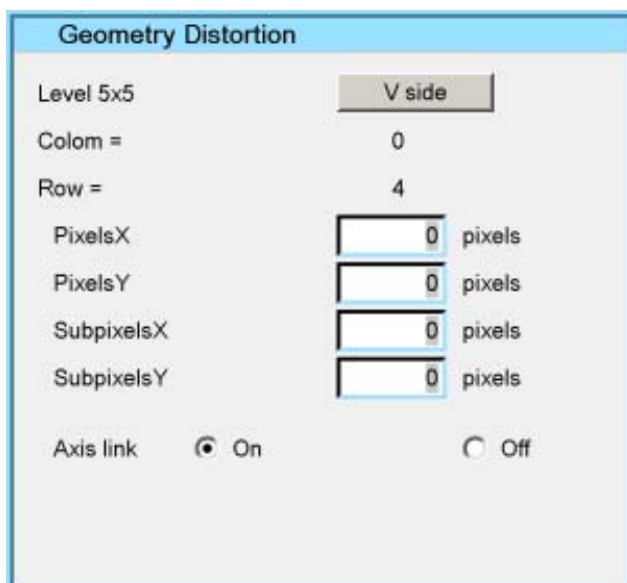 Geometry Distortion
Level 5x5 V side
Colom = 0
Row = 4
PixelsX 0 pixels
PixelsY 0 pixels
SubpixelsX 0 pixels
SubpixelsY 0 pixels
Axis link On Off